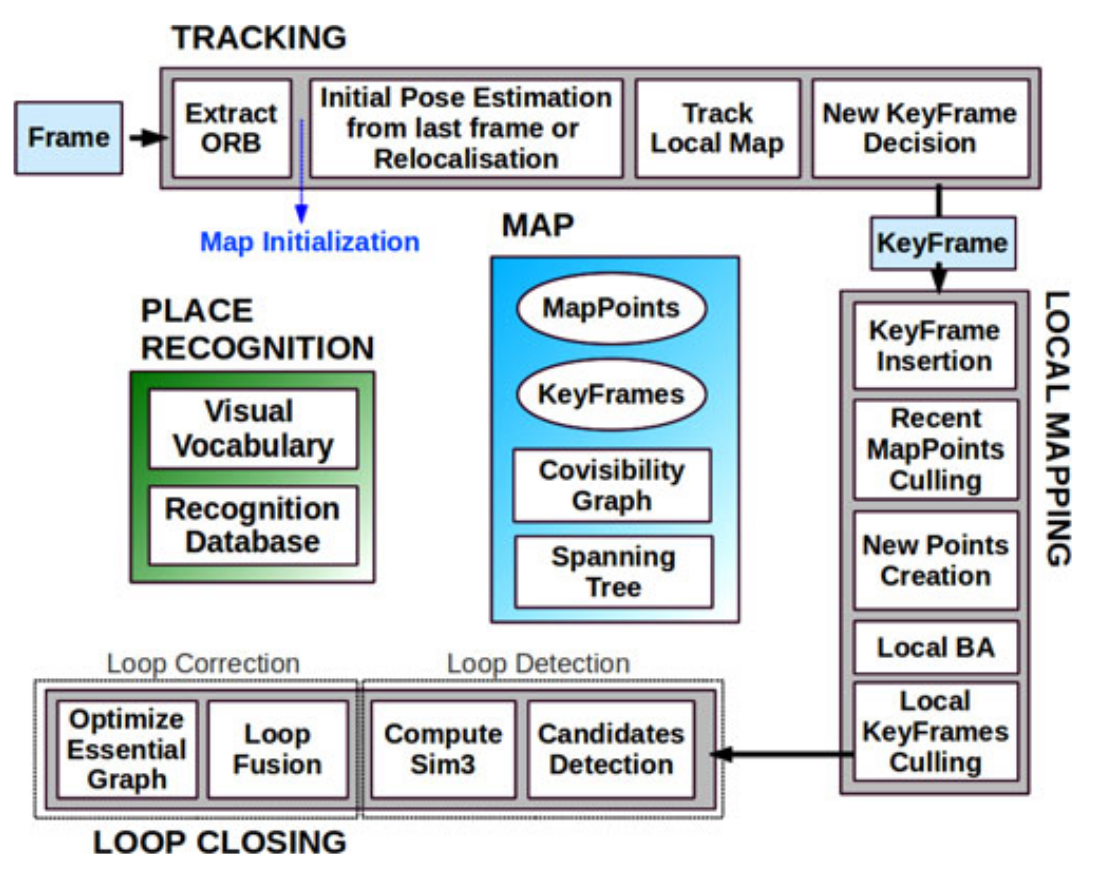 TRACKING
Frame
Extract
ORB
Initial Pose Estimation
from last frame or
Relocalisation
Track
Local Map
New KeyFrame
Decision
Map Initialization
MAP
KeyFrame
PLACE
RECOGNITION
Visual
Vocabulary
Recognition
Database
MapPoints
KeyFrames
Covisibility
Graph
Spanning
Tree
LOCAL MAPPING
KeyFrame
Insertion
Recent
MapPoints
Culling
New Points
Creation
Local BA
Local
KeyFrames
Culling
Loop Correction
Loop Detection
Optimize
Essential
Graph
Loop
Fusion
Compute
Sim3
Candidates
Detection
LOOP CLOSING